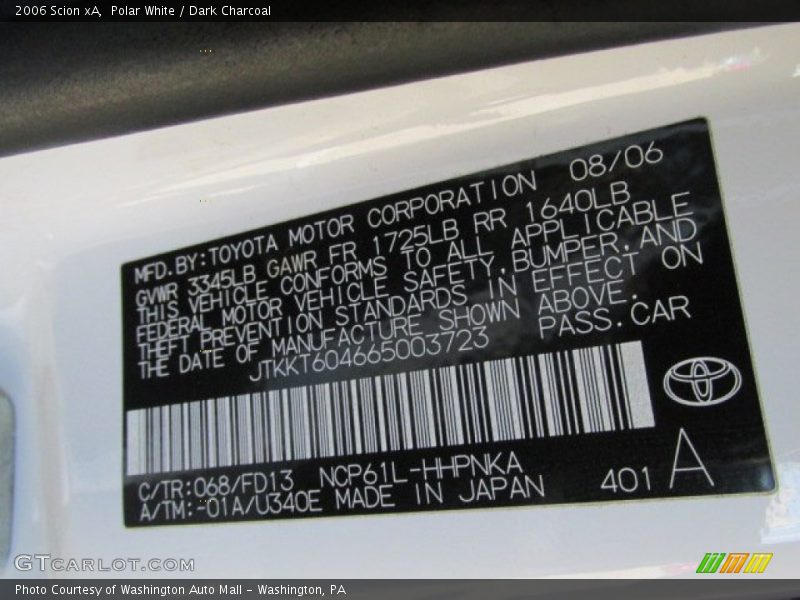 2006 Scion xA, Polar White / Dark Charcoal
MFD.BY:TOYOTA MOTOR CORPORATION 08/06
GVWR 3345LB GAWR FR 1725LB RR 1640LB
THIS VEHICLE CONFORMS TO ALL APPLICABLE
FEDERAL MOTOR VEHICLE SAFETY,BUMPER,AND
THEFT PREVENTION STANDARDS IN EFFECT ON
THE DATE OF MANUFACTURE SHOWN ABOVE.
JTKKT604665003723 PASS.CAR
C/TR:068/FD13 NCP61L-HHPNKA
A/TM:-01A/U340E MADE IN JAPAN 401 A
GTCARLOT.COM
Photo Courtesy of Washington Auto Mall - Washington, PA